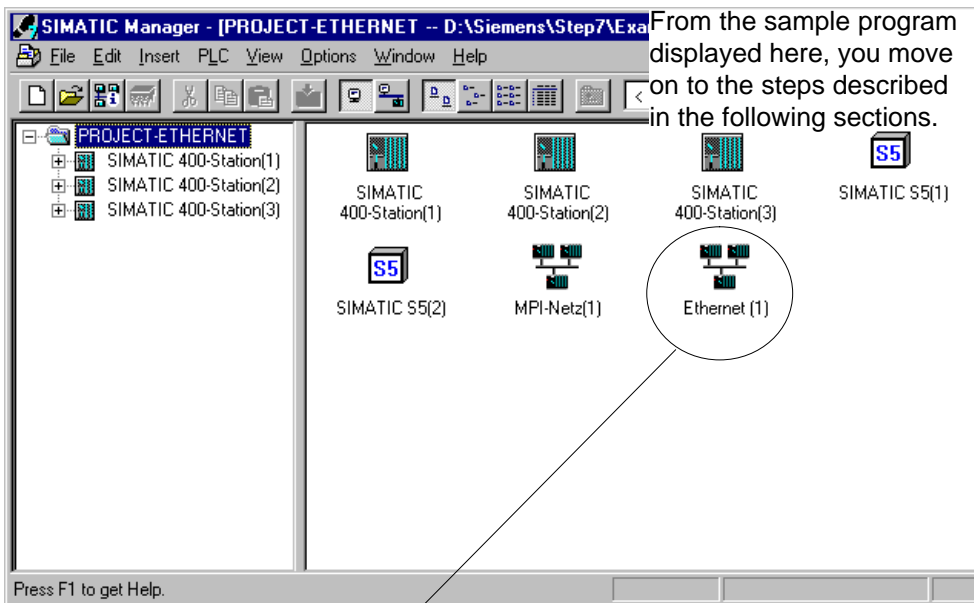 SIMATIC Manager - [PROJECT-ETHERNET -- D:\Siemens\Step7\Exa
From the sample program
displayed here, you move
on to the steps described
in the following sections.
File Edit Insert PLC View Options Window Help
<
PROJECT-ETHERNET
SIMATIC 400-Station(1)
SIMATIC 400-Station(2)
SIMATIC 400-Station(3)
SIMATIC
400-Station(1)
SIMATIC
400-Station(2)
SIMATIC
400-Station(3)
S5
SIMATIC S5(1)
S5
SIMATIC S5(2)
MPI-Netz(1)
Ethernet (1)
Press F1 to get Help.